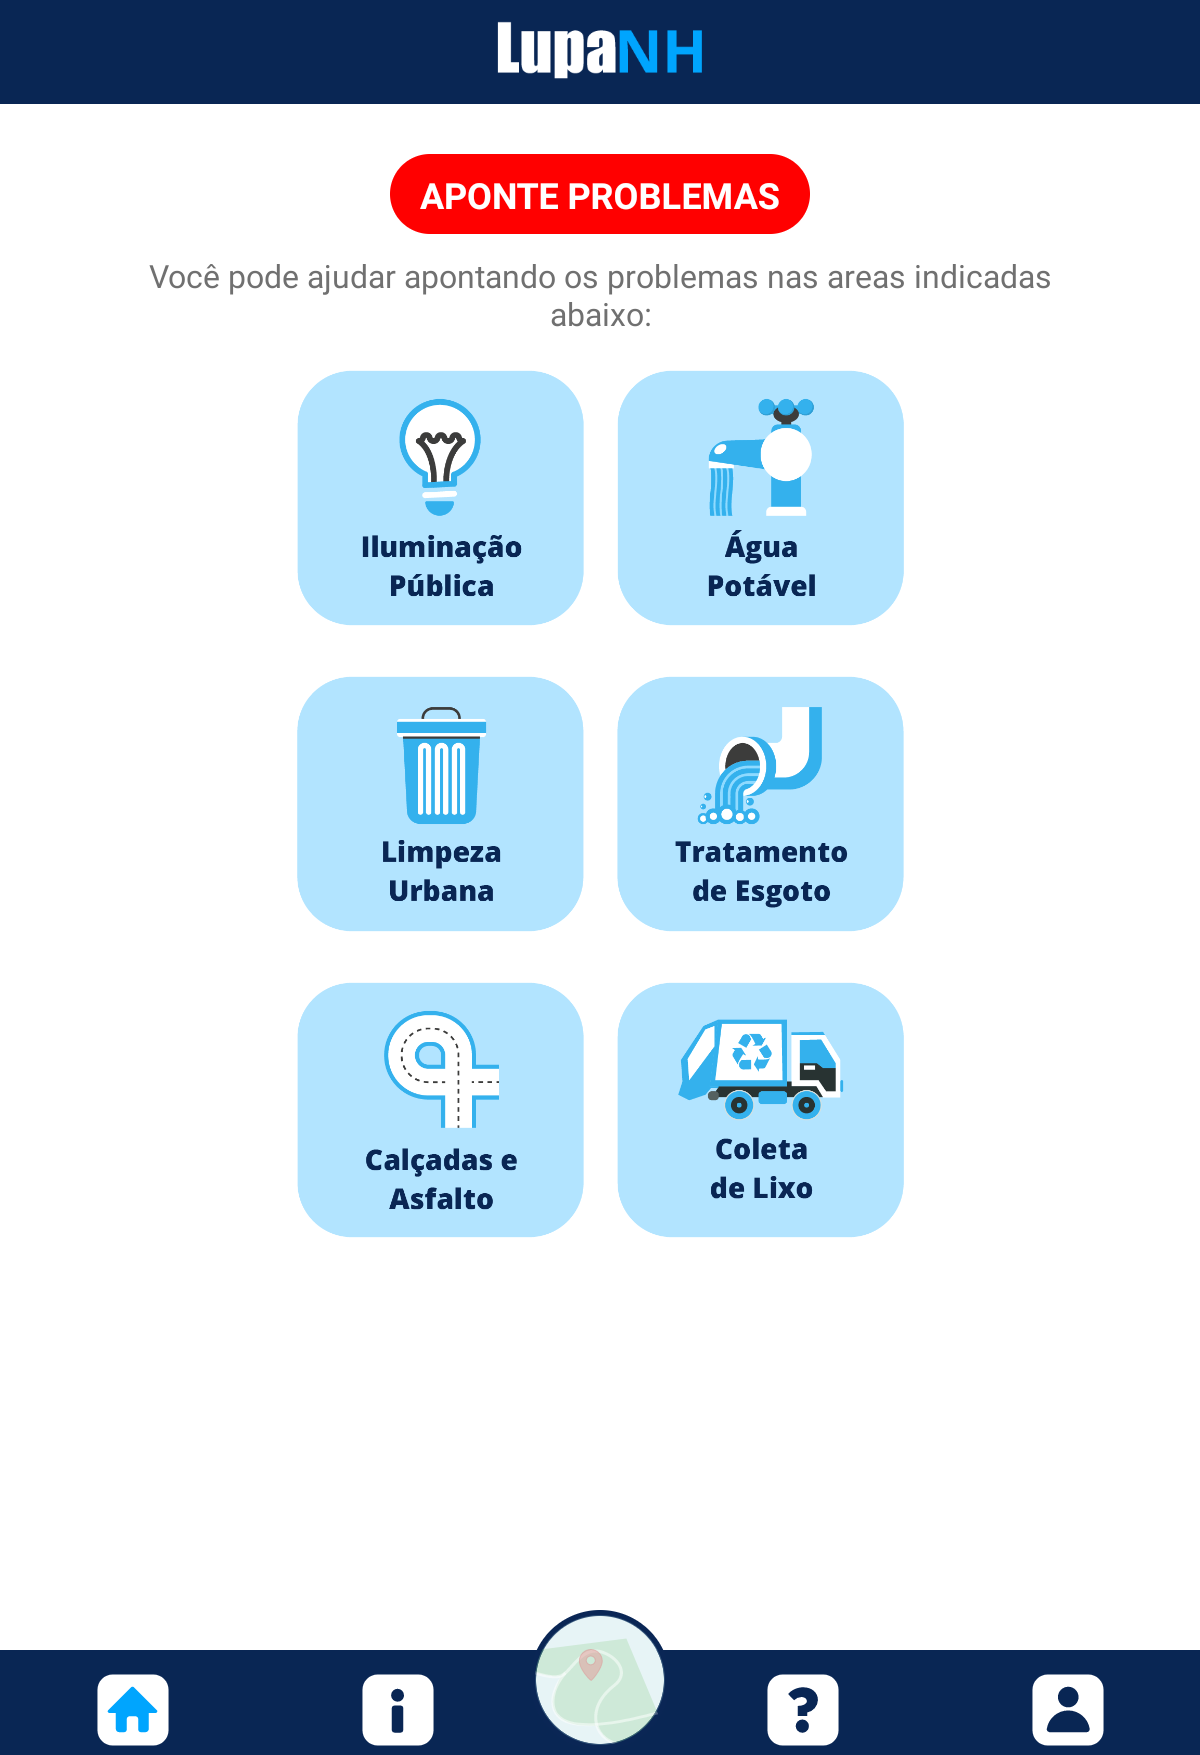 LupaNH
APONTE PROBLEMAS
Você pode ajudar apontando os problemas nas areas indicadas
abaixo:
Iluminação
Pública
Água
Potável
Limpeza
Urbana
Tratamento
de Esgoto
Calçadas e
Asfalto
Coleta
de Lixo